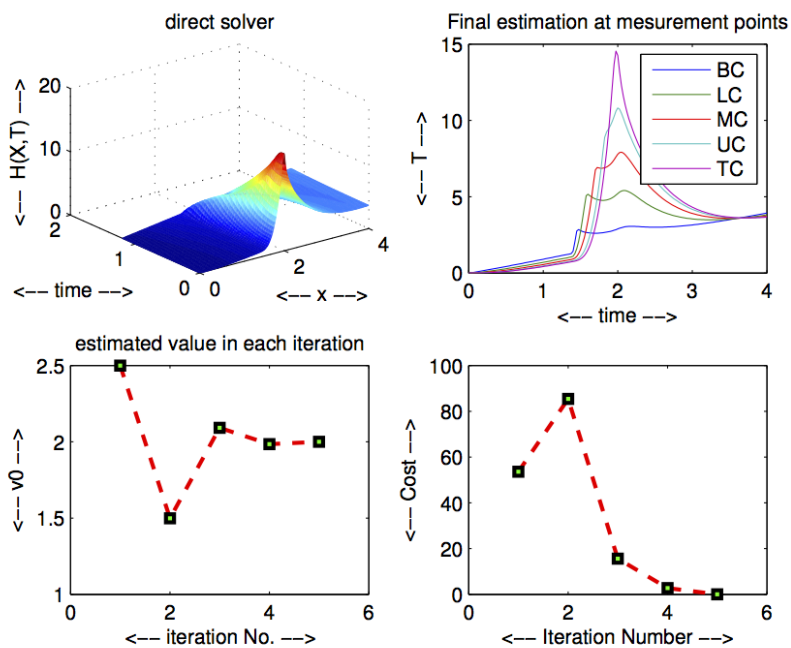 direct solver
<-- H(X,T) -->
20
10
0
2
1
0
0
2
4
<-- time -->
<-- x -->
Final estimation at mesurement points
<-- T -->
15
10
5
0
0 1 2 3 4
<-- time -->
BC
LC
MC
UC
TC
estimated value in each iteration
<-- v0 -->
2.5
2
1.5
1
0 2 4 6
<-- iteration No. -->
<-- Cost -->
100
80
60
40
20
0
0 2 4 6
<-- Iteration Number -->